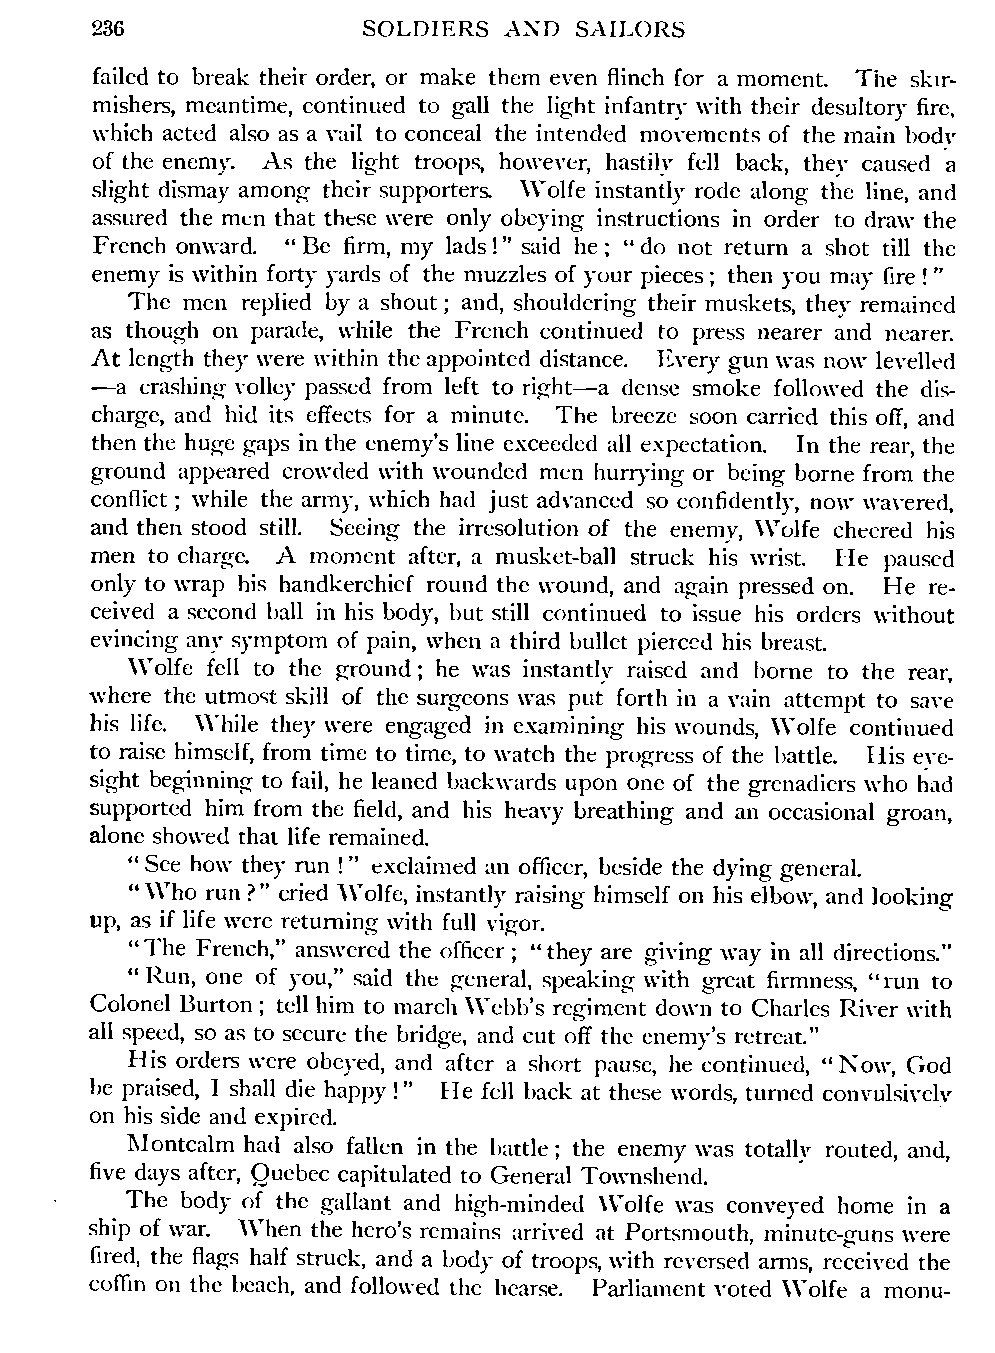 236 SOLDIERS AND SAILORS
failed to break their order, or make them even flinch for a moment. The skir-
mishers, meantime, continued to gall the light infantry with their desultory fire,
which acted also as a vail to conceal the intended movements of the main body
of the enemy. As the light troops, however, hastily fell back, they caused a
slight dismay among their supporters. Wolfe instantly rode along the line, and
assured the men that these were only obeying instructions in order to draw the
French onward. “Be firm, my lads!” said he; “do not return a shot till the
enemy is within forty yards of the muzzles of your pieces; then you may fire!”
The men replied by a shout; and, shouldering their muskets, they remained
as though on parade, while the French continued to press nearer and nearer.
At length they were within the appointed distance. Every gun was now levelled
—a crashing volley passed from left to right—a dense smoke followed the dis-
charge, and hid its effects for a minute. The breeze soon carried this off, and
then the huge gaps in the enemy’s line exceeded all expectation. In the rear, the
ground appeared crowded with wounded men hurrying or being borne from the
conflict; while the army, which had just advanced so confidently, now wavered,
and then stood still. Seeing the irresolution of the enemy, Wolfe cheered his
men to charge. A moment after, a musket-ball struck his wrist. He paused
only to wrap his handkerchief round the wound, and again pressed on. He re-
ceived a second ball in his body, but still continued to issue his orders without
evincing any symptom of pain, when a third bullet pierced his breast.
Wolfe fell to the ground; he was instantly raised and borne to the rear,
where the utmost skill of the surgeons was put forth in a vain attempt to save
his life. While they were engaged in examining his wounds, Wolfe continued
to raise himself, from time to time, to watch the progress of the battle. His eye-
sight beginning to fail, he leaned backwards upon one of the grenadiers who had
supported him from the field, and his heavy breathing and an occasional groan,
alone showed that life remained.
“See how they run!” exclaimed an officer, beside the dying general.
“Who run?” cried Wolfe, instantly raising himself on his elbow, and looking
up, as if life were returning with full vigor.
“The French,” answered the officer; “they are giving way in all directions.”
“Run, one of you,” said the general, speaking with great firmness, “run to
Colonel Burton; tell him to march Webb’s regiment down to Charles River with
all speed, so as to secure the bridge, and cut off the enemy’s retreat.”
His orders were obeyed, and after a short pause, he continued, “Now, God
be praised, I shall die happy!” He fell back at these words, turned convulsively
on his side and expired.
Montcalm had also fallen in the battle; the enemy was totally routed, and,
five days after, Quebec capitulated to General Townshend.
The body of the gallant and high-minded Wolfe was conveyed home in a
ship of war. When the hero’s remains arrived at Portsmouth, minute-guns were
fired, the flags half struck, and a body of troops, with reversed arms, received the
coffin on the beach, and followed the hearse. Parliament voted Wolfe a monu-